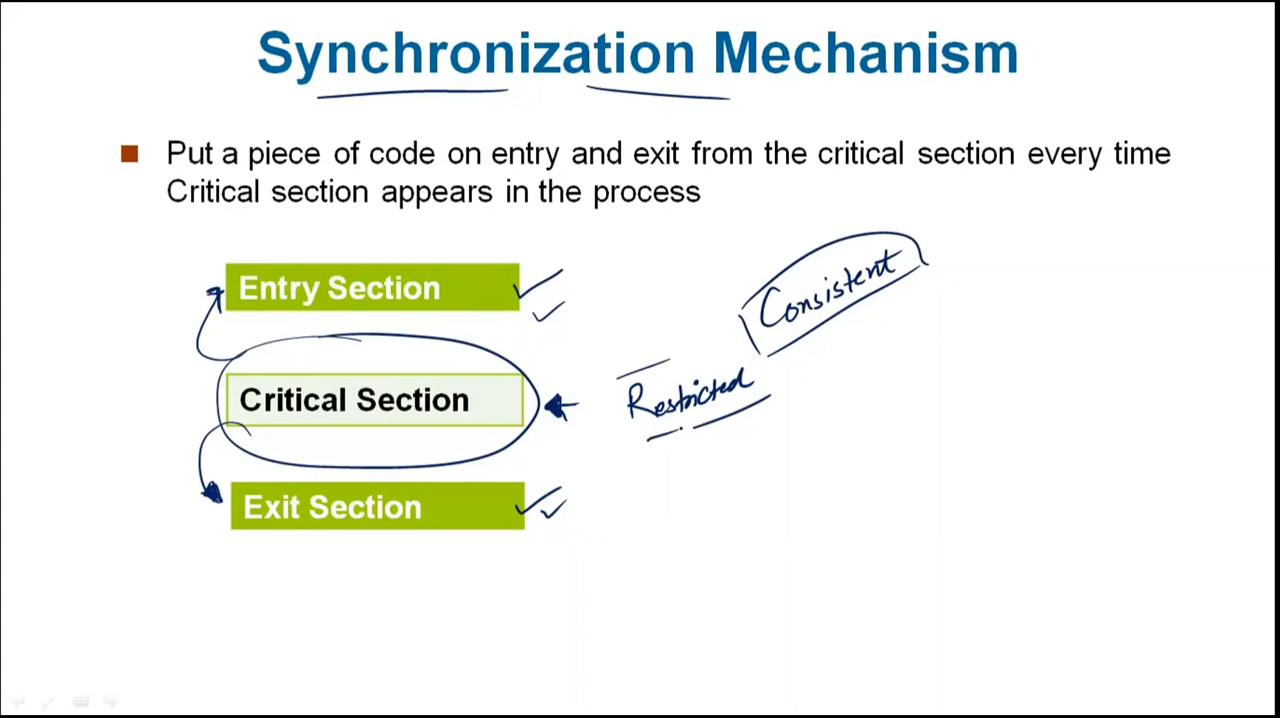 Synchronization Mechanism
Put a piece of code on entry and exit from the critical section every time
Critical section appears in the process
Entry Section
Consistent
Critical Section
Restricted
Exit Section